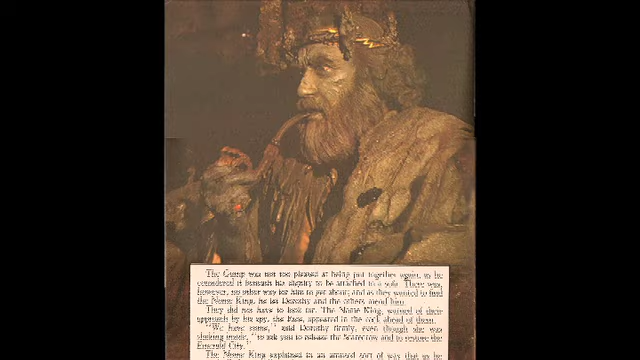 The Gump was not too pleased at being put together again, as he
considered it beneath his dignity to be attached to a sofa. There was,
however, no other way for him to get about, and as they wanted to find
the Nome King, he let Dorothy and the others mend him.
They did not have to look far. The Nome King, warned of their
approach by his spy, the Face, appeared in the rock ahead of them.
"We have come," said Dorothy firmly, even though she was
shaking inside, "to ask you to release the Scarecrow and to restore the
Emerald City."
The Nome King explained in an amused sort of way that as he